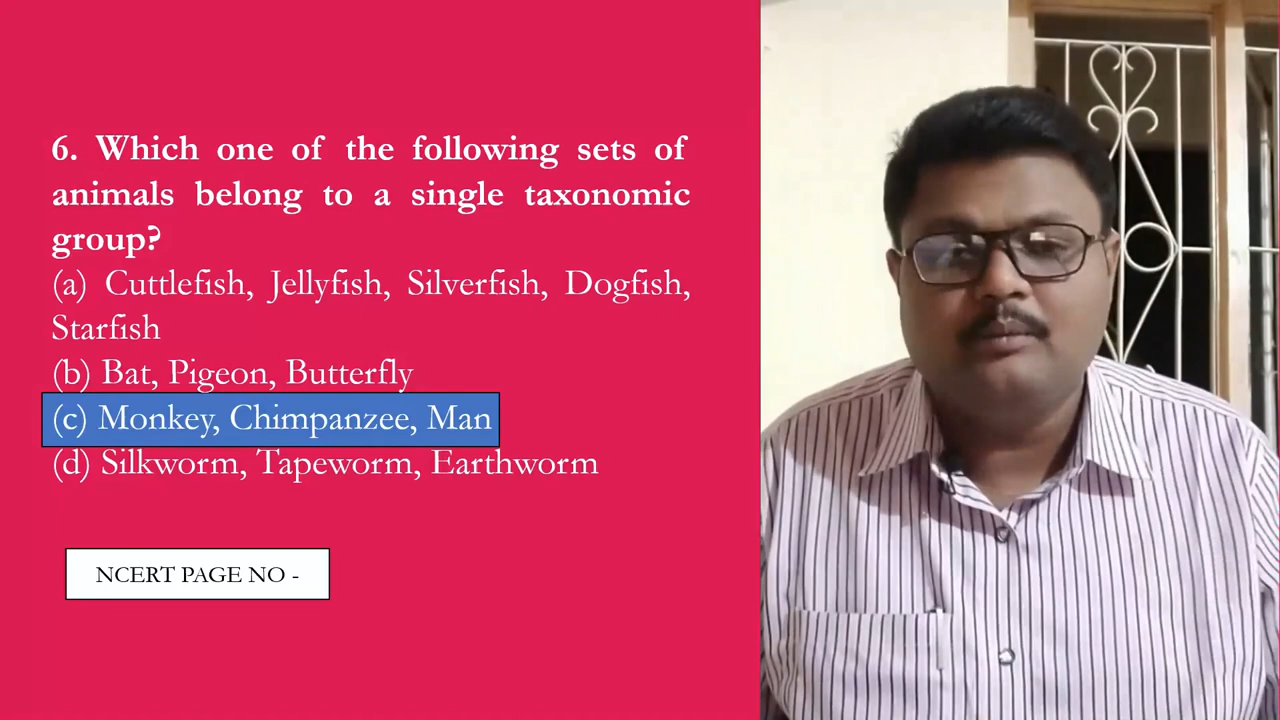 6. Which one of the following sets of
animals belong to a single taxonomic
group?
(a) Cuttlefish, Jellyfish, Silverfish, Dogfish,
Starfish
(b) Bat, Pigeon, Butterfly
(c) Monkey, Chimpanzee, Man
(d) Silkworm, Tapeworm, Earthworm
NCERT PAGE NO -